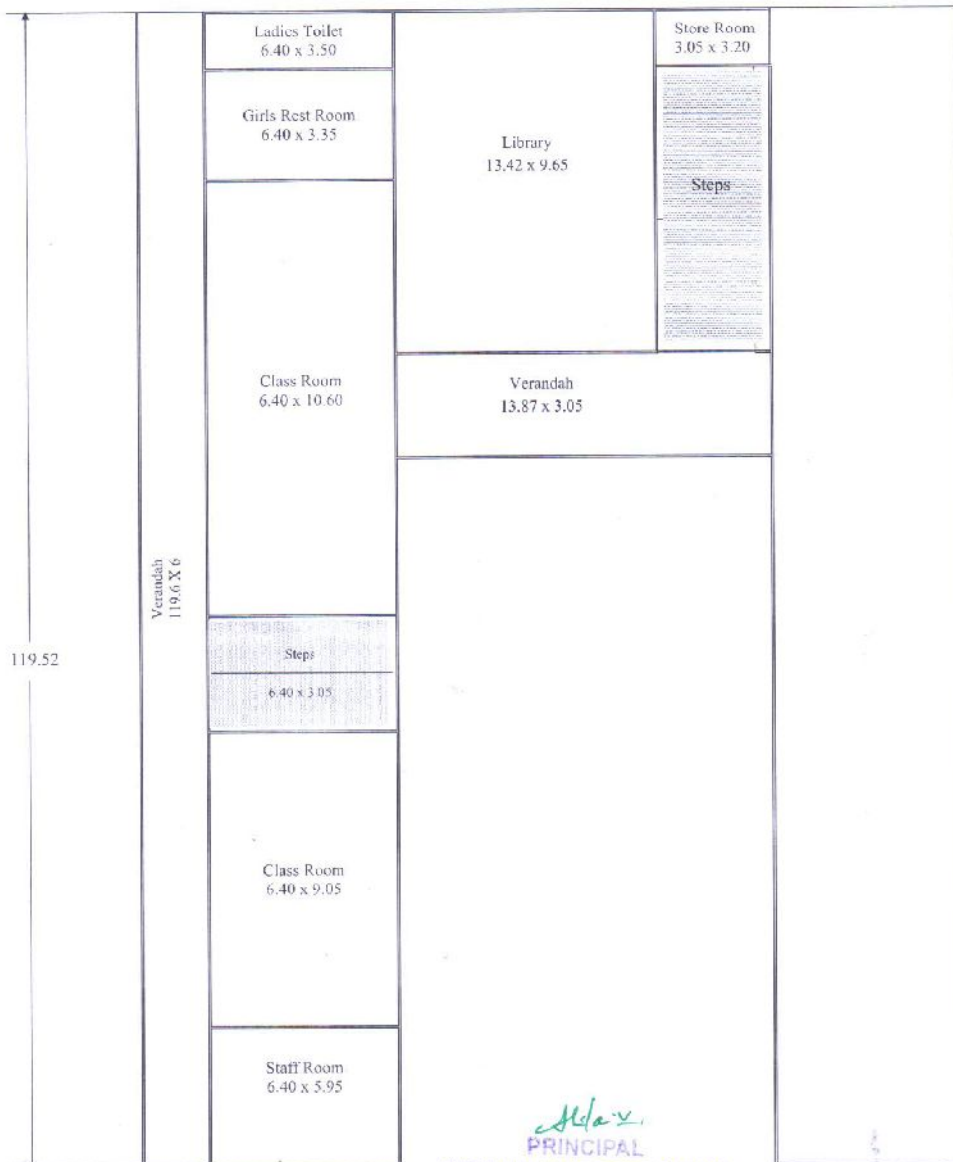 Ladies Toilet
6.40 x 3.50
Store Room
3.05 x 3.20
Girls Rest Room
6.40 x 3.35
Library
13.42 x 9.65
Steps
Class Room
6.40 x 10.60
Verandah
13.87 x 3.05
Verandah
119.6 X 6
119.52
Steps
6.40 x 3.05
Class Room
6.40 x 9.05
Staff Room
6.40 x 5.95
PRINCIPAL